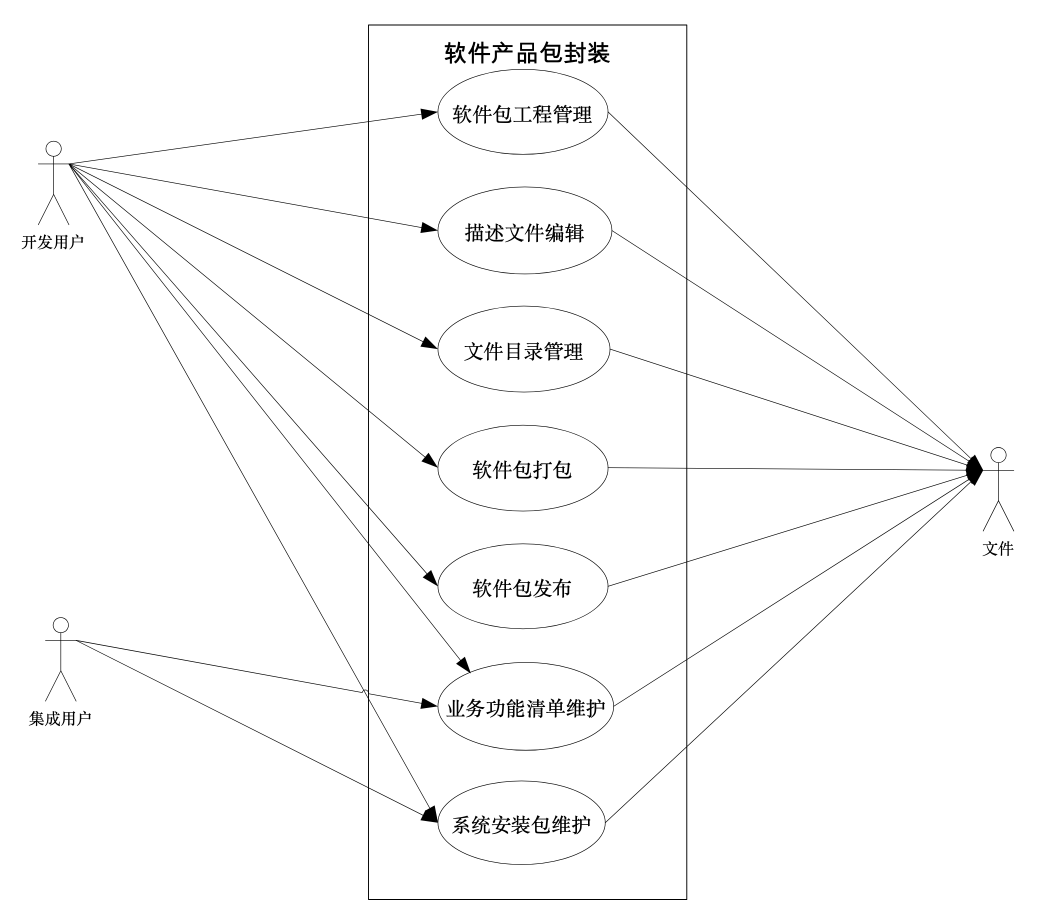 软件产品包封装
软件包工程管理
开发用户
描述文件编辑
文件目录管理
软件包打包
文件
软件包发布
集成用户
业务功能清单维护
系统安装包维护